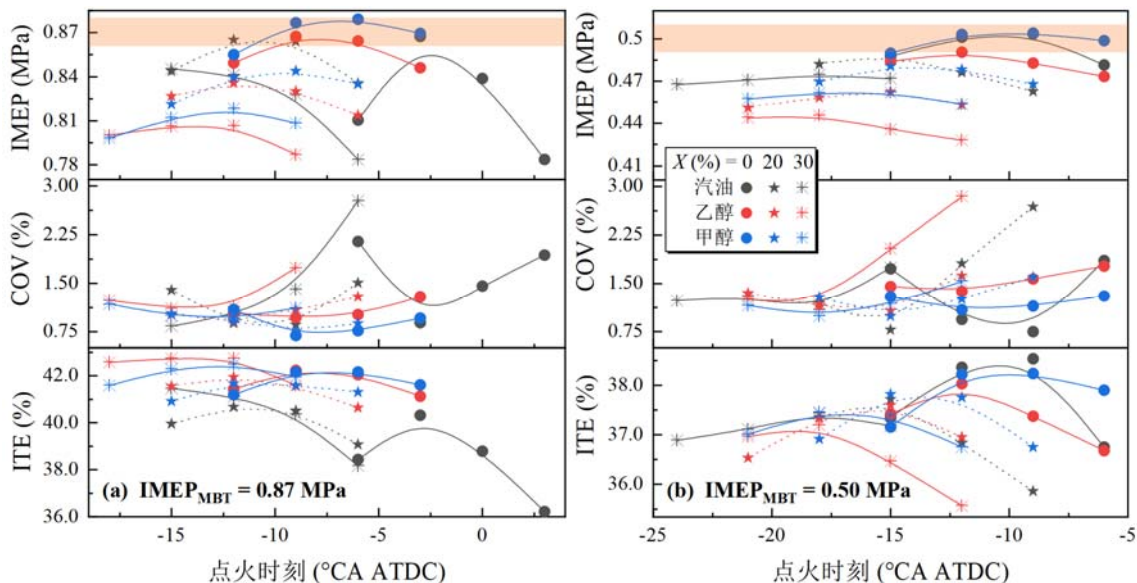 IMEP (MPa)
0.87
0.84
0.81
0.78
COV (%)
3.00
2.25
1.50
0.75
ITE (%)
42.0
40.0
38.0
36.0
(a) IMEP_MBT = 0.87 MPa
-15
-10
-5
0
点火时刻 (°CA ATDC)
IMEP (MPa)
0.5
0.47
0.44
0.41
X (%) = 0 20 30
汽油
乙醇
甲醇
COV (%)
3.00
2.25
1.50
0.75
ITE (%)
38.0
37.0
36.0
(b) IMEP_MBT = 0.50 MPa
-25
-20
-15
-10
-5
点火时刻 (°CA ATDC)